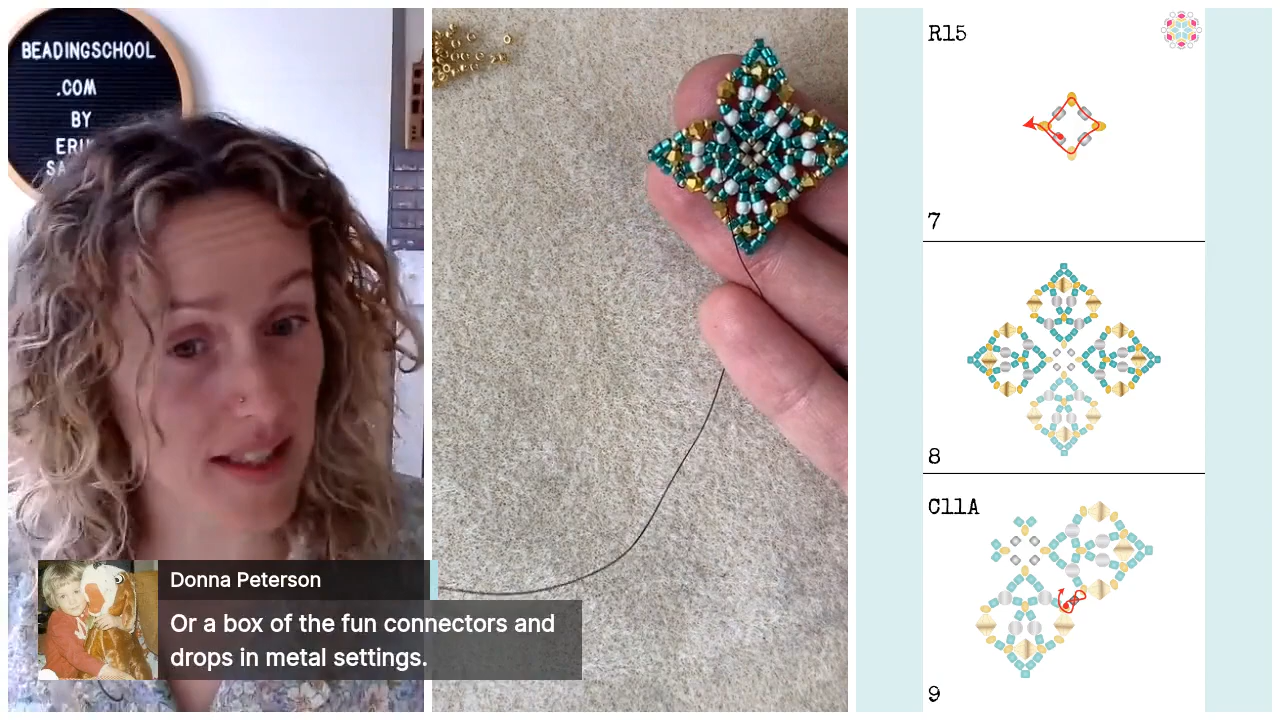 BEADINGSCHOOL
.COM
BY
Donna Peterson
Or a box of the fun connectors and
drops in metal settings.
R15
7
8
C11A
9